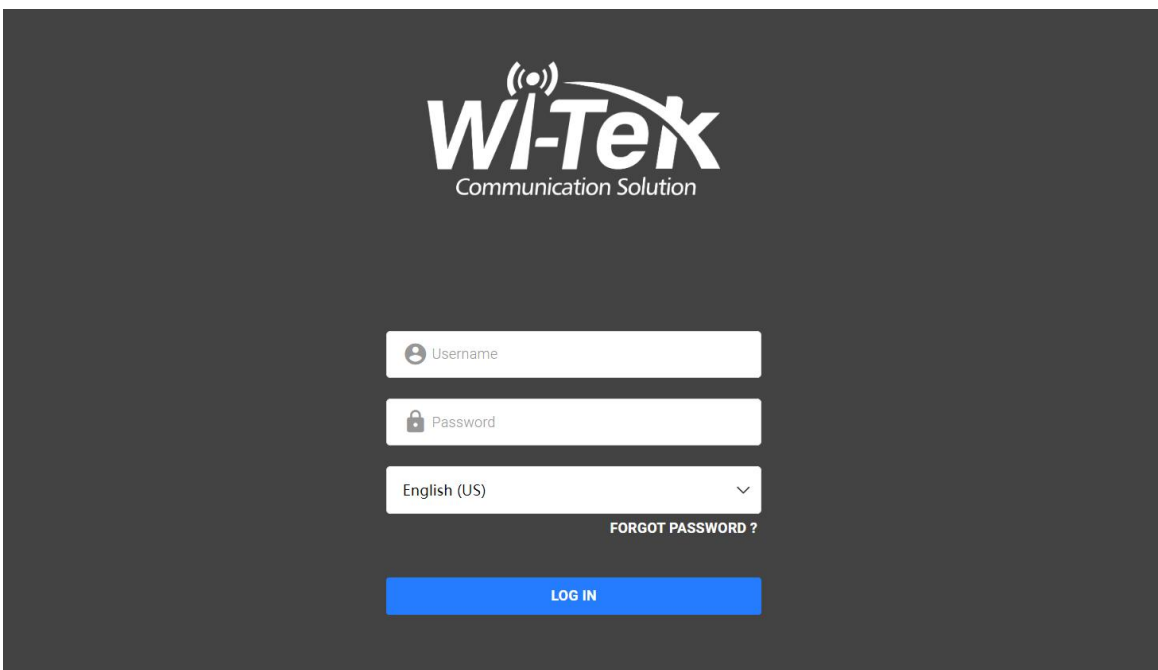 Wi-Tek
Communication Solution
Username
Password
English (US)
FORGOT PASSWORD ?
LOG IN